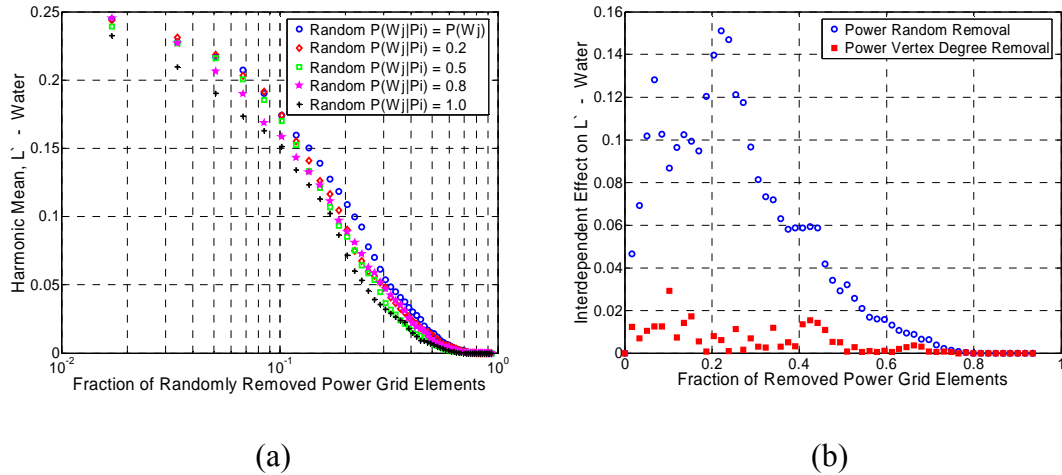 Harmonic Mean, L` - Water
0.25
0.20
0.15
0.10
0.05
0
10-2
10-1
100
Random P(Wj|Pi) = P(Wj)
Random P(Wj|Pi) = 0.2
Random P(Wj|Pi) = 0.5
Random P(Wj|Pi) = 0.8
Random P(Wj|Pi) = 1.0
Fraction of Randomly Removed Power Grid Elements
(a)
Interdependent Effect on L` - Water
0.16
0.14
0.12
0.1
0.08
0.06
0.04
0.02
0
0
0.2
0.4
0.6
0.8
1
Power Random Removal
Power Vertex Degree Removal
Fraction of Removed Power Grid Elements
(b)